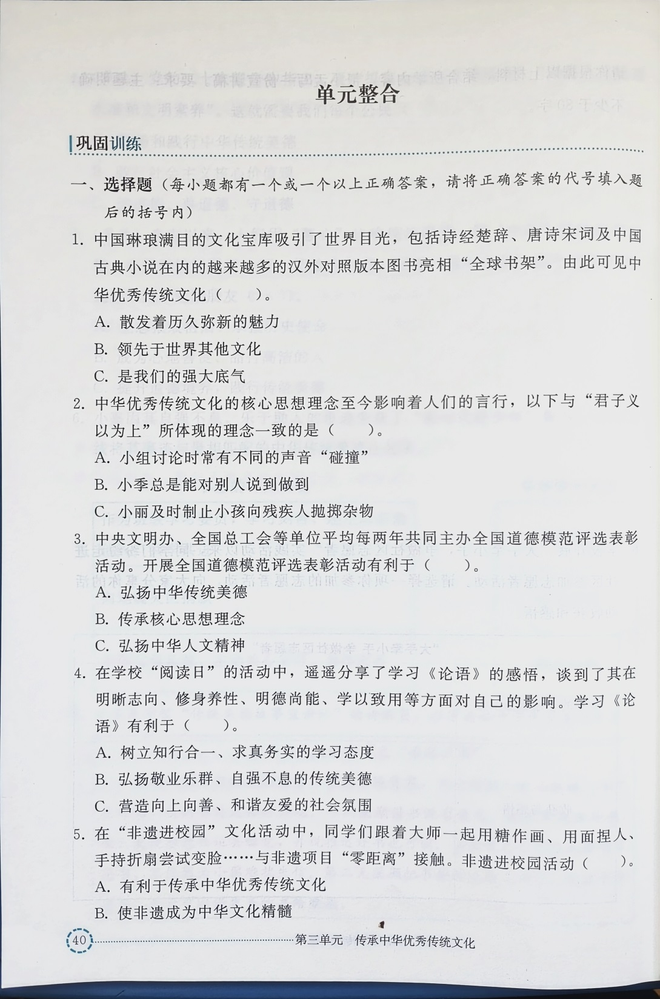 单元整合
巩固训练
一、选择题（每小题都有一个或一个以上正确答案，请将正确答案的代号填入题
后的括号内）
1. 中国琳琅满目的文化宝库吸引了世界目光，包括诗经楚辞、唐诗宋词及中国
古典小说在内的越来越多的汉外对照版本图书亮相“全球书架”。由此可见中
华优秀传统文化（　　）。
A. 散发着历久弥新的魅力
B. 领先于世界其他文化
C. 是我们的强大底气
2. 中华优秀传统文化的核心思想理念至今影响着人们的言行，以下与“君子义
以为上”所体现的理念一致的是（　　）。
A. 小组讨论时常有不同的声音“碰撞”
B. 小季总是能对别人说到做到
C. 小丽及时制止小孩向残疾人抛掷杂物
3. 中央文明办、全国总工会等单位平均每两年共同主办全国道德模范评选表彰
活动。开展全国道德模范评选表彰活动有利于（　　）。
A. 弘扬中华传统美德
B. 传承核心思想理念
C. 弘扬中华人文精神
4. 在学校“阅读日”的活动中，遥遥分享了学习《论语》的感悟，谈到了其在
明晰志向、修身养性、明德尚能、学以致用等方面对自己的影响。学习《论
语》有利于（　　）。
A. 树立知行合一、求真务实的学习态度
B. 弘扬敬业乐群、自强不息的传统美德
C. 营造向上向善、和谐友爱的社会氛围
5. 在“非遗进校园”文化活动中，同学们跟着大师一起用糖作画、用面捏人、
手持折扇尝试变脸……与非遗项目“零距离”接触。非遗进校园活动（　　）。
A. 有利于传承中华优秀传统文化
B. 使非遗成为中华文化精髓
40 第三单元　传承中华优秀传统文化